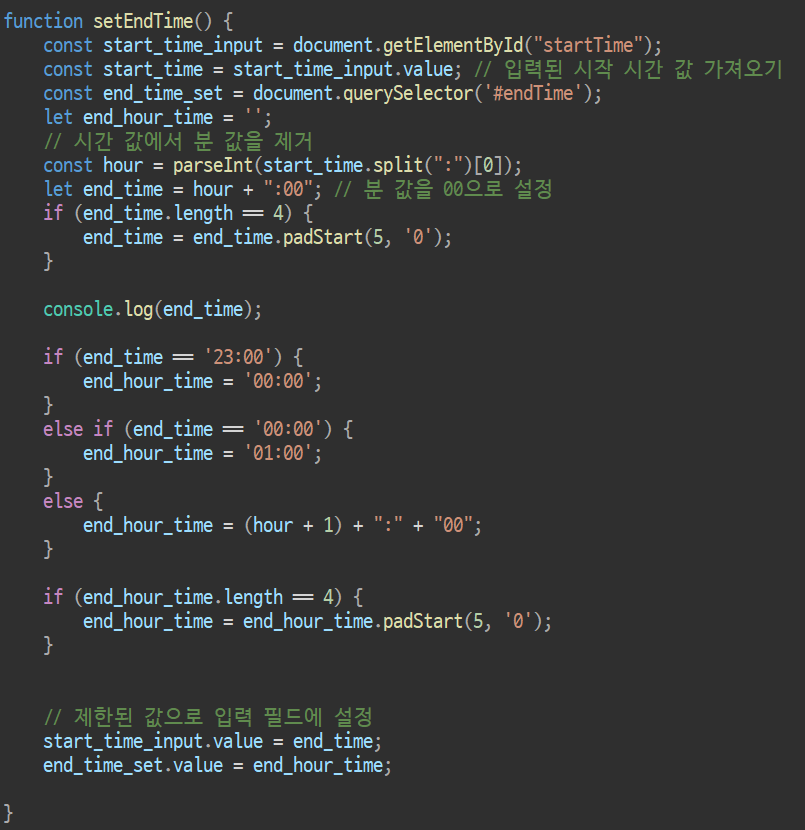 function setEndTime() {
    const start_time_input = document.getElementById("startTime");
    const start_time = start_time_input.value; // 입력된 시작 시간 값 가져오기
    const end_time_set = document.querySelector('#endTime');
    let end_hour_time = '';
    // 시간 값에서 분 값을 제거
    const hour = parseInt(start_time.split(":")[0]);
    let end_time = hour + ":00"; // 분 값을 00으로 설정
    if (end_time.length == 4) {
        end_time = end_time.padStart(5, '0');
    }

    console.log(end_time);

    if (end_time == '23:00') {
        end_hour_time = '00:00';
    }
    else if (end_time == '00:00') {
        end_hour_time = '01:00';
    }
    else {
        end_hour_time = (hour + 1) + ":" + "00";
    }

    if (end_hour_time.length == 4) {
        end_hour_time = end_hour_time.padStart(5, '0');
    }


    // 제한된 값으로 입력 필드에 설정
    start_time_input.value = end_time;
    end_time_set.value = end_hour_time;

}